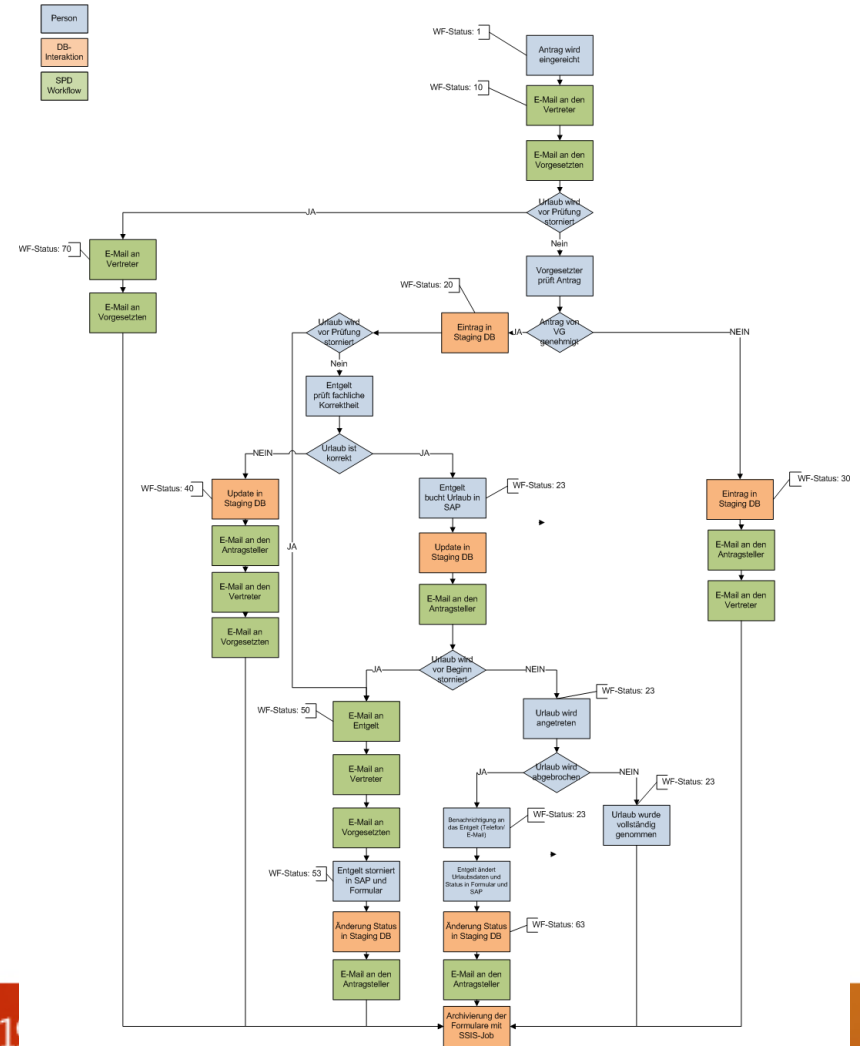 Person
DB-
Interaktion
SPD
Workflow
WF-Status: 1
Antrag wird
eingereicht
WF-Status: 10
E-Mail an den
Vertreter
E-Mail an den
Vorgesetzten
Urlaub wird
vor Prüfung
storniert
JA
Nein
WF-Status: 70
E-Mail an
Vertreter
E-Mail an
Vorgesetzten
Vorgesetzter
prüft Antrag
WF-Status: 20
Antrag von
VG
genehmigt
JA
NEIN
Eintrag in
Staging DB
Urlaub wird
vor Prüfung
storniert
Nein
JA
Entgelt
prüft fachliche
Korrektheit
Urlaub ist
korrekt
NEIN
JA
WF-Status: 40
Update in
Staging DB
E-Mail an den
Antragsteller
E-Mail an den
Vertreter
E-Mail an
Vorgesetzten
Entgelt
bucht Urlaub in
SAP
WF-Status: 23
Update in
Staging DB
E-Mail an den
Antragsteller
WF-Status: 30
Eintrag in
Staging DB
E-Mail an den
Antragsteller
E-Mail an den
Vertreter
Urlaub wird
vor Beginn
storniert
JA
NEIN
WF-Status: 50
E-Mail an
Entgelt
E-Mail an
Vertreter
E-Mail an
Vorgesetzten
WF-Status: 53
Entgelt storniert
in SAP und
Formular
Änderung Status
in Staging DB
E-Mail an den
Antragsteller
WF-Status: 23
Urlaub wird
angetreten
Urlaub wird
abgebrochen
JA
NEIN
WF-Status: 23
Urlaub wurde
vollständig
genommen
Benachrichtigung an
das Entgelt (Telefon/
E-Mail)
WF-Status: 23
Entgelt ändert
Urlaubsdaten und
Status in Formular und
SAP
Änderung Status
in Staging DB
WF-Status: 63
E-Mail an den
Antragsteller
Archivierung der
Formulare mit
SSIS-Job